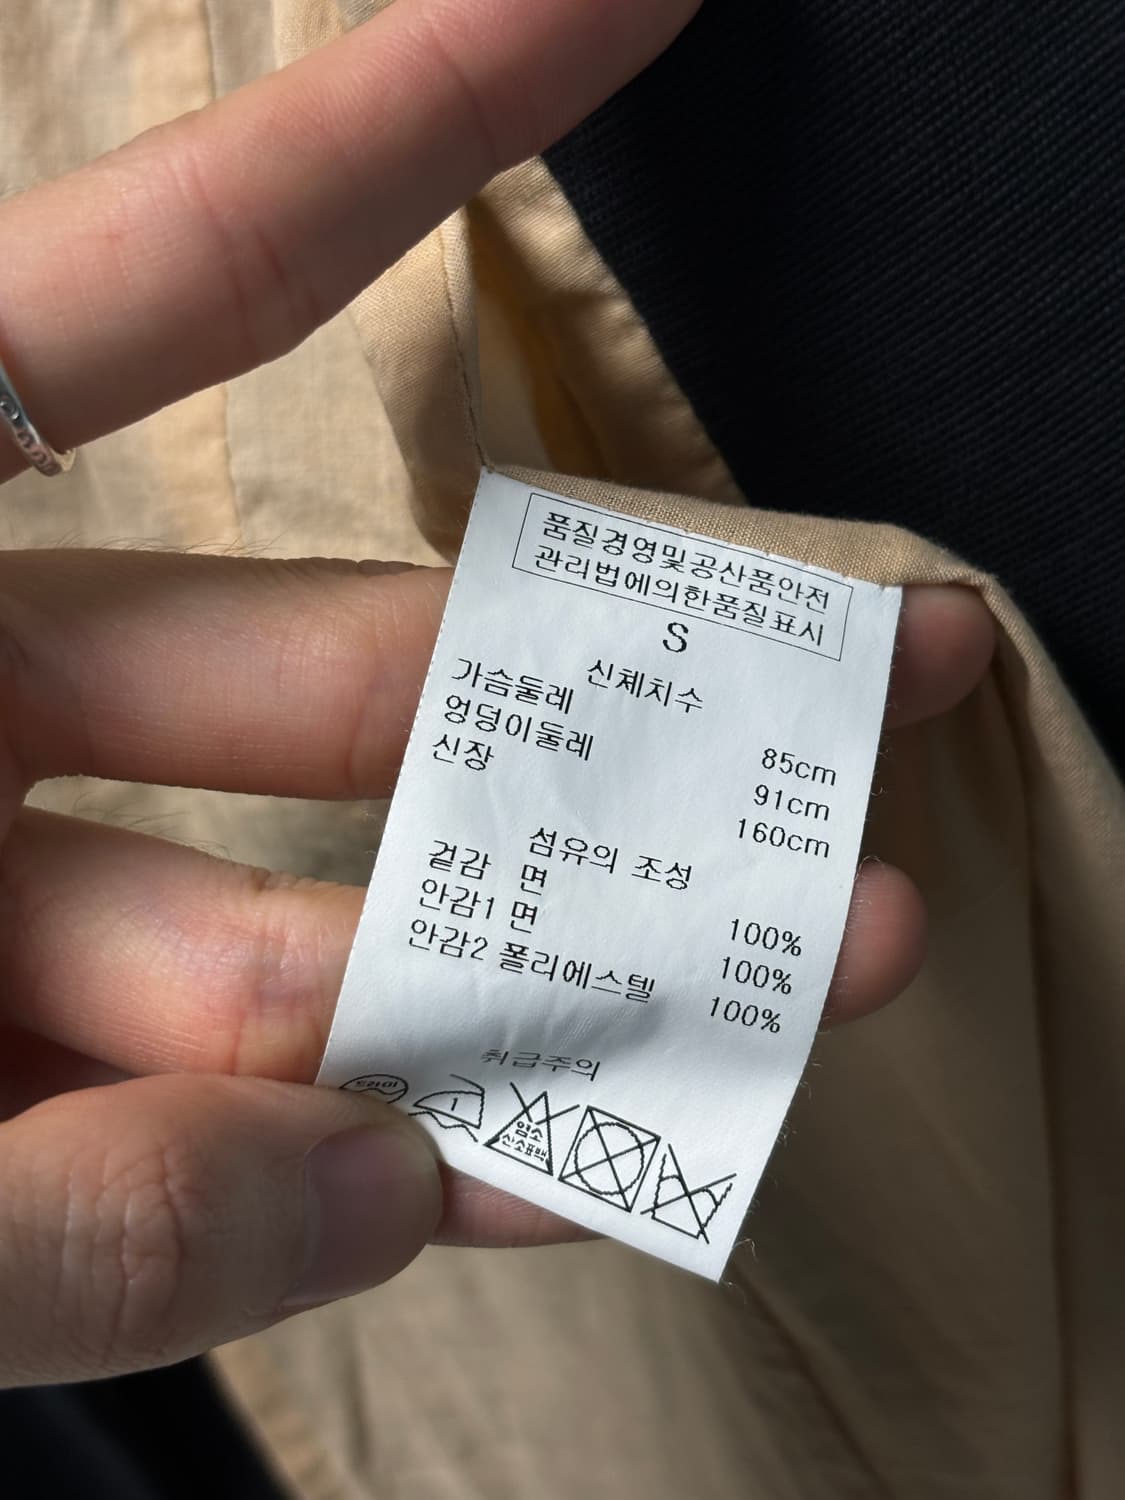 품질경영및공산품안전
관리법에의한품질표시
S
신체치수
가슴둘레 85cm
엉덩이둘레 91cm
신장 160cm
섬유의 조성
겉감 면 100%
안감1 면 100%
안감2 폴리에스텔 100%
취급주의
드라이
1
염소
산소표백